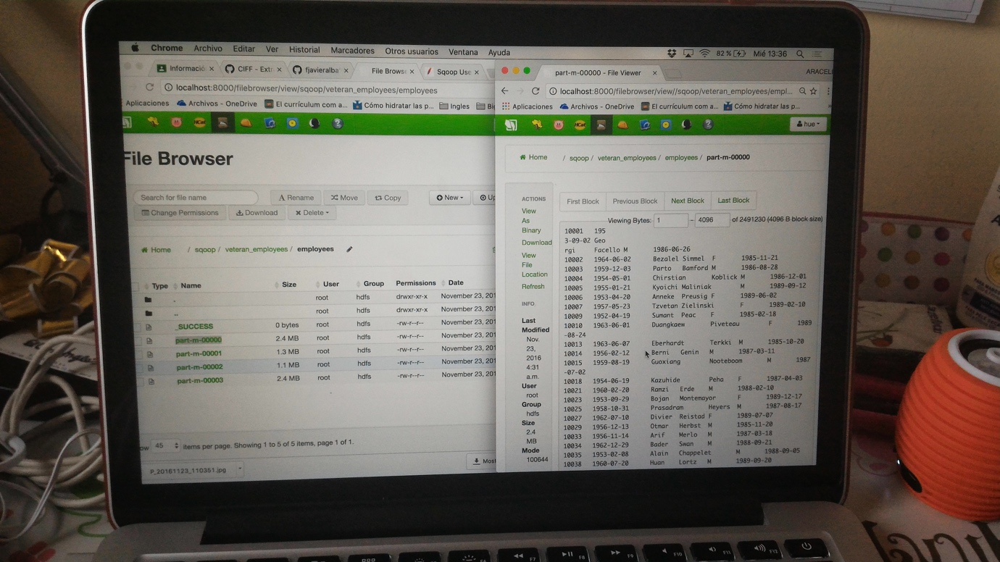 Chrome Archivo Editar Ver Historial Marcadores Otros usuarios Ventana Ayuda
82 % Mié 13:36
Informació CIFF - Extr fjavieralba File Brows Sqoop Use
localhost:8000/filebrowser/view/sqoop/veteran_employees/employees
Aplicaciones Archivos - OneDrive El currículum com a... Cómo hidratar las p... Ingles
File Browser
Search for file name Rename Move Copy New
Change Permissions Download Delete
Home / sqoop / veteran_employees / employees
Type Name Size User Group Permissions Date
. root hdfs drwxr-xr-x November 23, 201
.. root hdfs drwxr-xr-x November 23, 201
_SUCCESS 0 bytes root hdfs -rw-r--r-- November 23, 201
part-m-00000 2.4 MB root hdfs -rw-r--r-- November 23, 201
part-m-00001 1.3 MB root hdfs -rw-r--r-- November 23, 201
part-m-00002 1.1 MB root hdfs -rw-r--r-- November 23, 201
part-m-00003 2.4 MB root hdfs -rw-r--r-- November 23, 201
45 items per page. Showing 1 to 5 of 5 items, page 1 of 1.
P_20161123_110351.jpg
Most
part-m-00000 - File Viewer
ARACELI
localhost:8000/filebrowser/view//sqoop/veteran_employees/empl...
Aplicaciones Archivos - OneDrive El currículum com a... Cómo hidratar las p...
HCat
hue
Home / sqoop / veteran_employees / employees / part-m-00000
ACTIONS
View
As
Binary
Download
View
File
Location
Refresh
INFO
Last
Modified
Nov.
23,
2016
4:31
a.m.
User
root
Group
hdfs
Size
2.4
MB
Mode
100644
First Block Previous Block Next Block Last Block
Viewing Bytes: 1 - 4096 of 2491230 (4096 B block size)
10001 195
3-09-02 Geo
rgi Facello M 1986-06-26
10002 1964-06-02 Bezalel Simmel F 1985-11-21
10003 1959-12-03 Parto Bamford M 1986-08-28
10004 1954-05-01 Chirstian Koblick M 1986-12-01
10005 1955-01-21 Kyoichi Maliniak M 1989-09-12
10006 1953-04-20 Anneke Preusig F 1989-06-02
10007 1957-05-23 Tzvetan Zielinski F 1989-02-10
10009 1952-04-19 Sumant Peac F 1985-02-18
10010 1963-06-01 Duangkaew Piveteau F 1989
-08-24
10013 1963-06-07 Eberhardt Terkki M 1985-10-20
10014 1956-02-12 Berni Genin M 1987-03-11
10015 1959-08-19 Guoxiang Nooteboom M 1987
-07-02
10018 1954-06-19 Kazuhide Peha F 1987-04-03
10021 1960-02-20 Ramzi Erde M 1988-02-10
10023 1953-09-29 Bojan Montemayor F 1989-12-17
10025 1958-10-31 Prasadram Heyers M 1987-08-17
10027 1962-07-10 Divier Reistad F 1989-07-07
10029 1956-12-13 Otmar Herbst M 1985-11-20
10033 1956-11-14 Arif Merlo M 1987-03-18
10034 1962-12-29 Bader Swan M 1988-09-21
10035 1953-02-08 Alain Chappelet M 1988-09-05
10038 1960-07-20 Huan Lortz M 1989-09-20
F7 F8 F9 F10 F11 F12